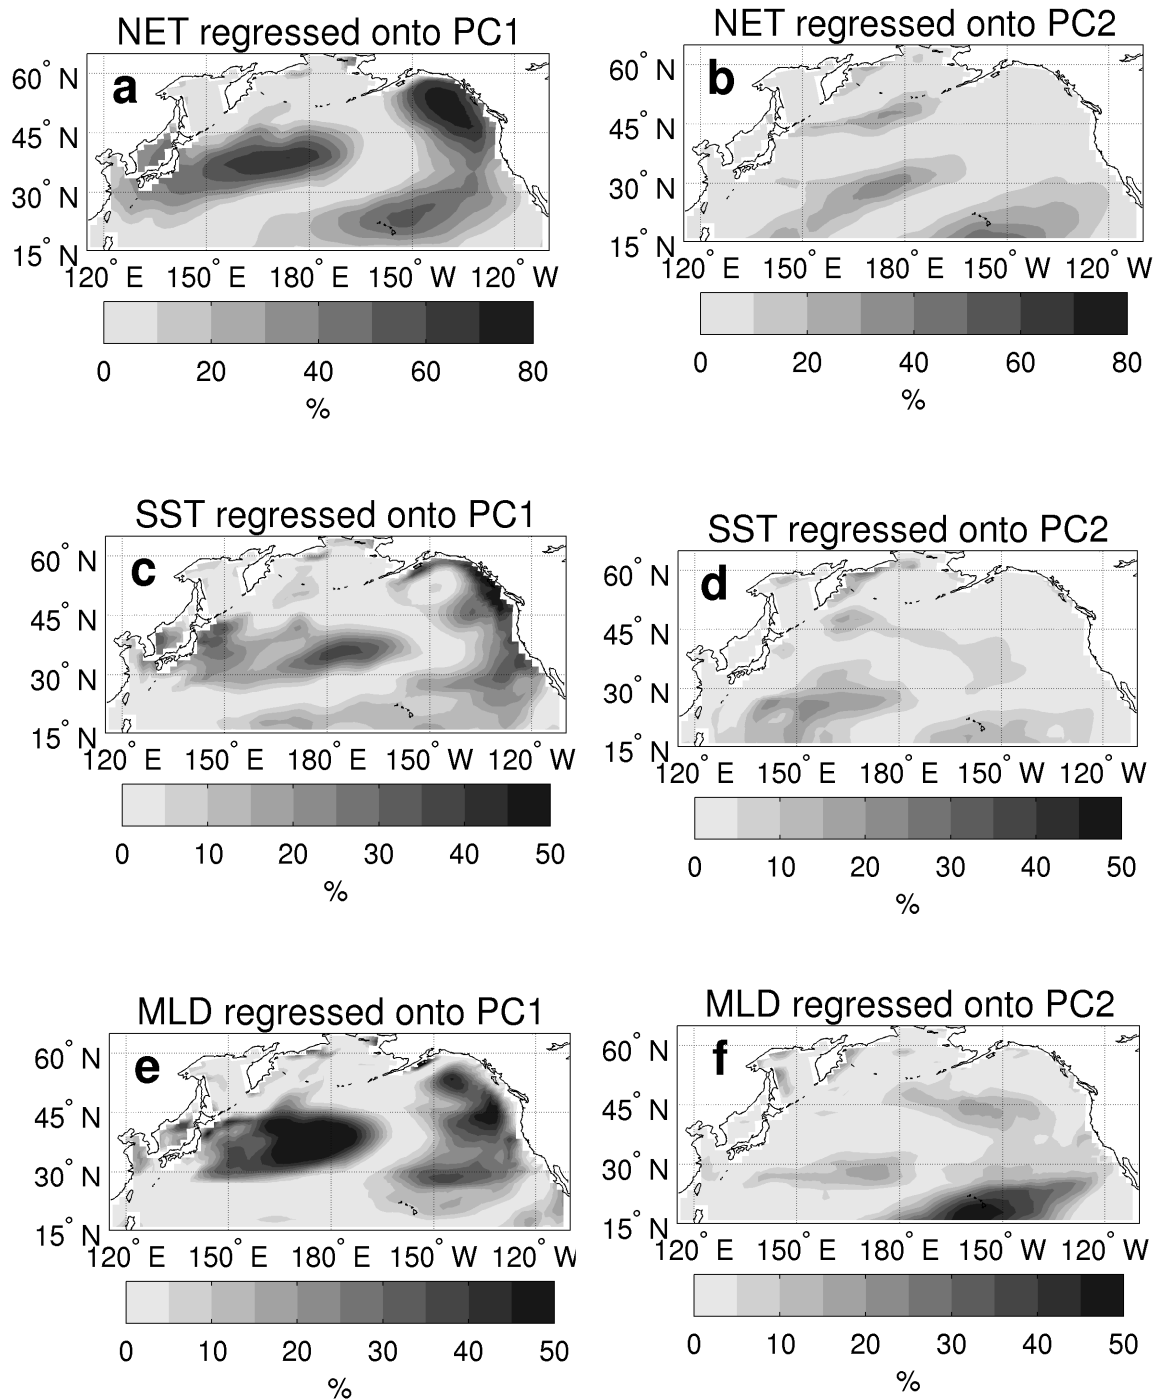 NET regressed onto PC1
a
60° N
45° N
30° N
15° N
120° E 150° E 180° E 150° W 120° W
0 20 40 60 80
%
NET regressed onto PC2
b
60° N
45° N
30° N
15° N
120° E 150° E 180° E 150° W 120° W
0 20 40 60 80
%
SST regressed onto PC1
c
60° N
45° N
30° N
15° N
120° E 150° E 180° E 150° W 120° W
0 10 20 30 40 50
%
SST regressed onto PC2
d
60° N
45° N
30° N
15° N
120° E 150° E 180° E 150° W 120° W
0 10 20 30 40 50
%
MLD regressed onto PC1
e
60° N
45° N
30° N
15° N
120° E 150° E 180° E 150° W 120° W
0 10 20 30 40 50
%
MLD regressed onto PC2
f
60° N
45° N
30° N
15° N
120° E 150° E 180° E 150° W 120° W
0 10 20 30 40 50
%